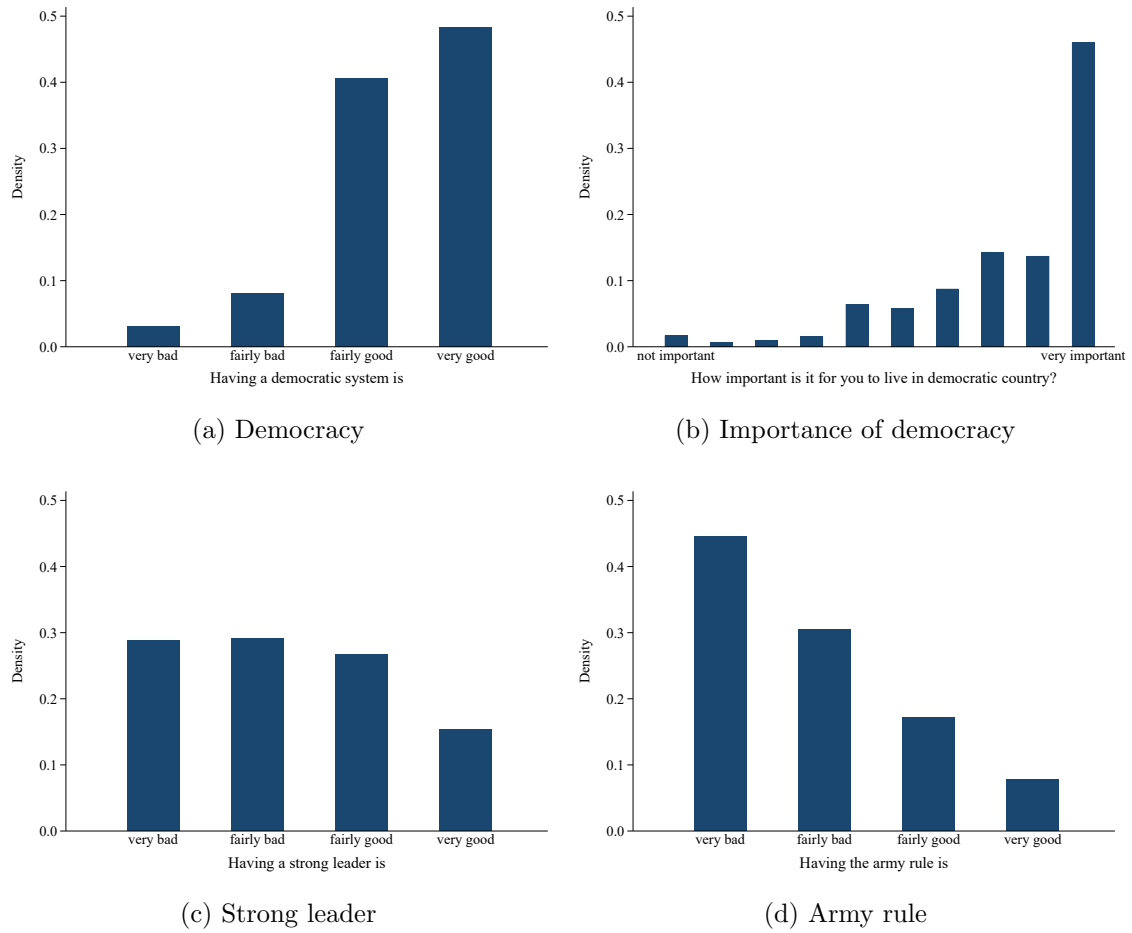 0.5
0.4
0.3
0.2
0.1
0.0
Density
very bad fairly bad fairly good very good
Having a democratic system is
(a) Democracy
0.5
0.4
0.3
0.2
0.1
0.0
Density
not important very important
How important is it for you to live in democratic country?
(b) Importance of democracy
0.5
0.4
0.3
0.2
0.1
0.0
Density
very bad fairly bad fairly good very good
Having a strong leader is
(c) Strong leader
0.5
0.4
0.3
0.2
0.1
0.0
Density
very bad fairly bad fairly good very good
Having the army rule is
(d) Army rule